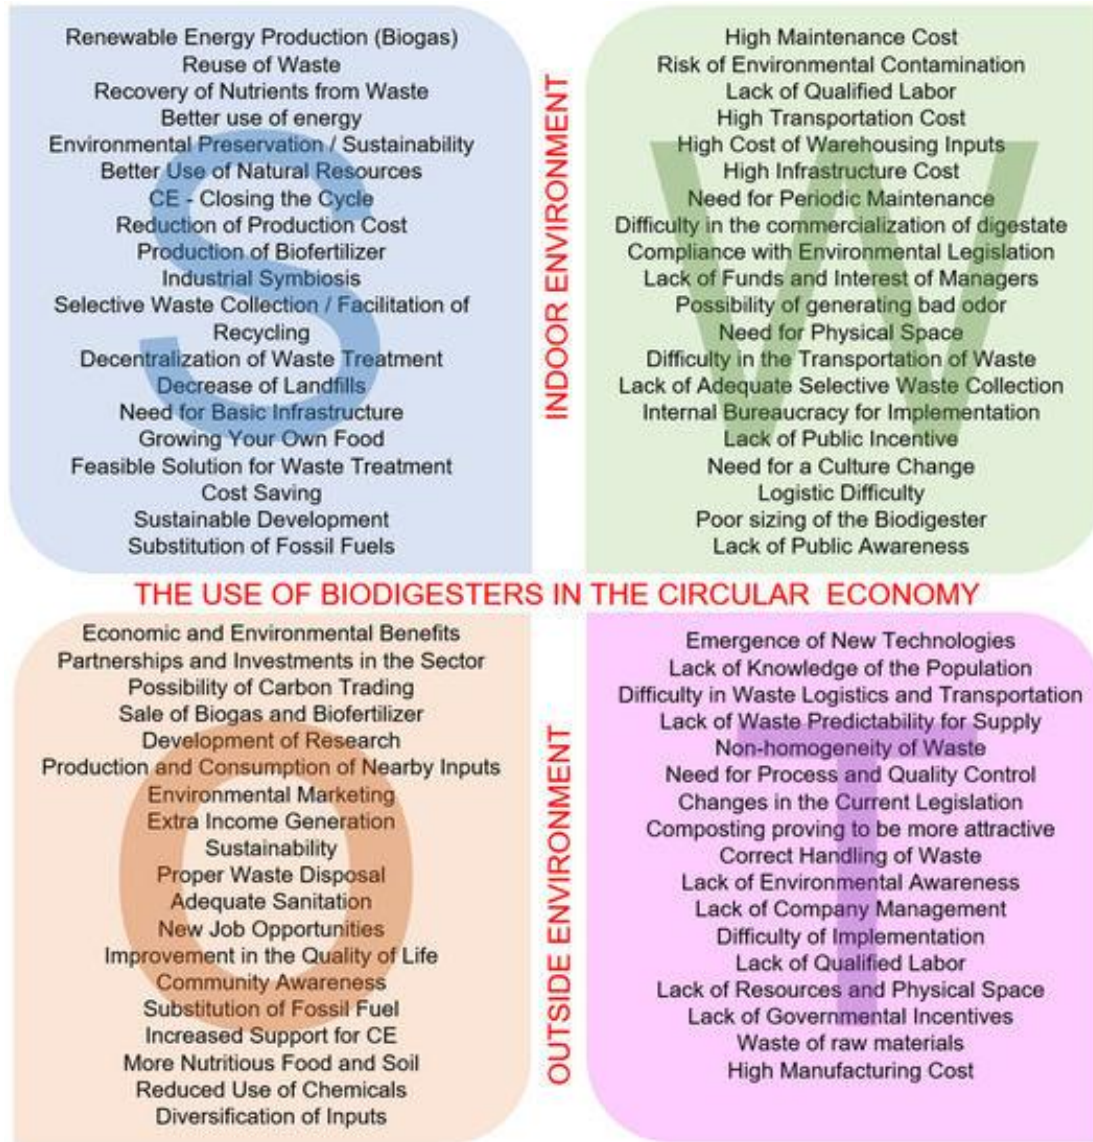 Renewable Energy Production (Biogas)
Reuse of Waste
Recovery of Nutrients from Waste
Better use of energy
Environmental Preservation / Sustainability
Better Use of Natural Resources
CE - Closing the Cycle
Reduction of Production Cost
Production of Biofertilizer
Industrial Symbiosis
Selective Waste Collection / Facilitation of
Recycling
Decentralization of Waste Treatment
Decrease of Landfills
Need for Basic Infrastructure
Growing Your Own Food
Feasible Solution for Waste Treatment
Cost Saving
Sustainable Development
Substitution of Fossil Fuels
S
INDOOR ENVIRONMENT
High Maintenance Cost
Risk of Environmental Contamination
Lack of Qualified Labor
High Transportation Cost
High Cost of Warehousing Inputs
High Infrastructure Cost
Need for Periodic Maintenance
Difficulty in the commercialization of digestate
Compliance with Environmental Legislation
Lack of Funds and Interest of Managers
Possibility of generating bad odor
Need for Physical Space
Difficulty in the Transportation of Waste
Lack of Adequate Selective Waste Collection
Internal Bureaucracy for Implementation
Lack of Public Incentive
Need for a Culture Change
Logistic Difficulty
Poor sizing of the Biodigester
Lack of Public Awareness
W
THE USE OF BIODIGESTERS IN THE CIRCULAR ECONOMY
Economic and Environmental Benefits
Partnerships and Investments in the Sector
Possibility of Carbon Trading
Sale of Biogas and Biofertilizer
Development of Research
Production and Consumption of Nearby Inputs
Environmental Marketing
Extra Income Generation
Sustainability
Proper Waste Disposal
Adequate Sanitation
New Job Opportunities
Improvement in the Quality of Life
Community Awareness
Substitution of Fossil Fuel
Increased Support for CE
More Nutritious Food and Soil
Reduced Use of Chemicals
Diversification of Inputs
O
OUTSIDE ENVIRONMENT
Emergence of New Technologies
Lack of Knowledge of the Population
Difficulty in Waste Logistics and Transportation
Lack of Waste Predictability for Supply
Non-homogeneity of Waste
Need for Process and Quality Control
Changes in the Current Legislation
Composting proving to be more attractive
Correct Handling of Waste
Lack of Environmental Awareness
Lack of Company Management
Difficulty of Implementation
Lack of Qualified Labor
Lack of Resources and Physical Space
Lack of Governmental Incentives
Waste of raw materials
High Manufacturing Cost
T